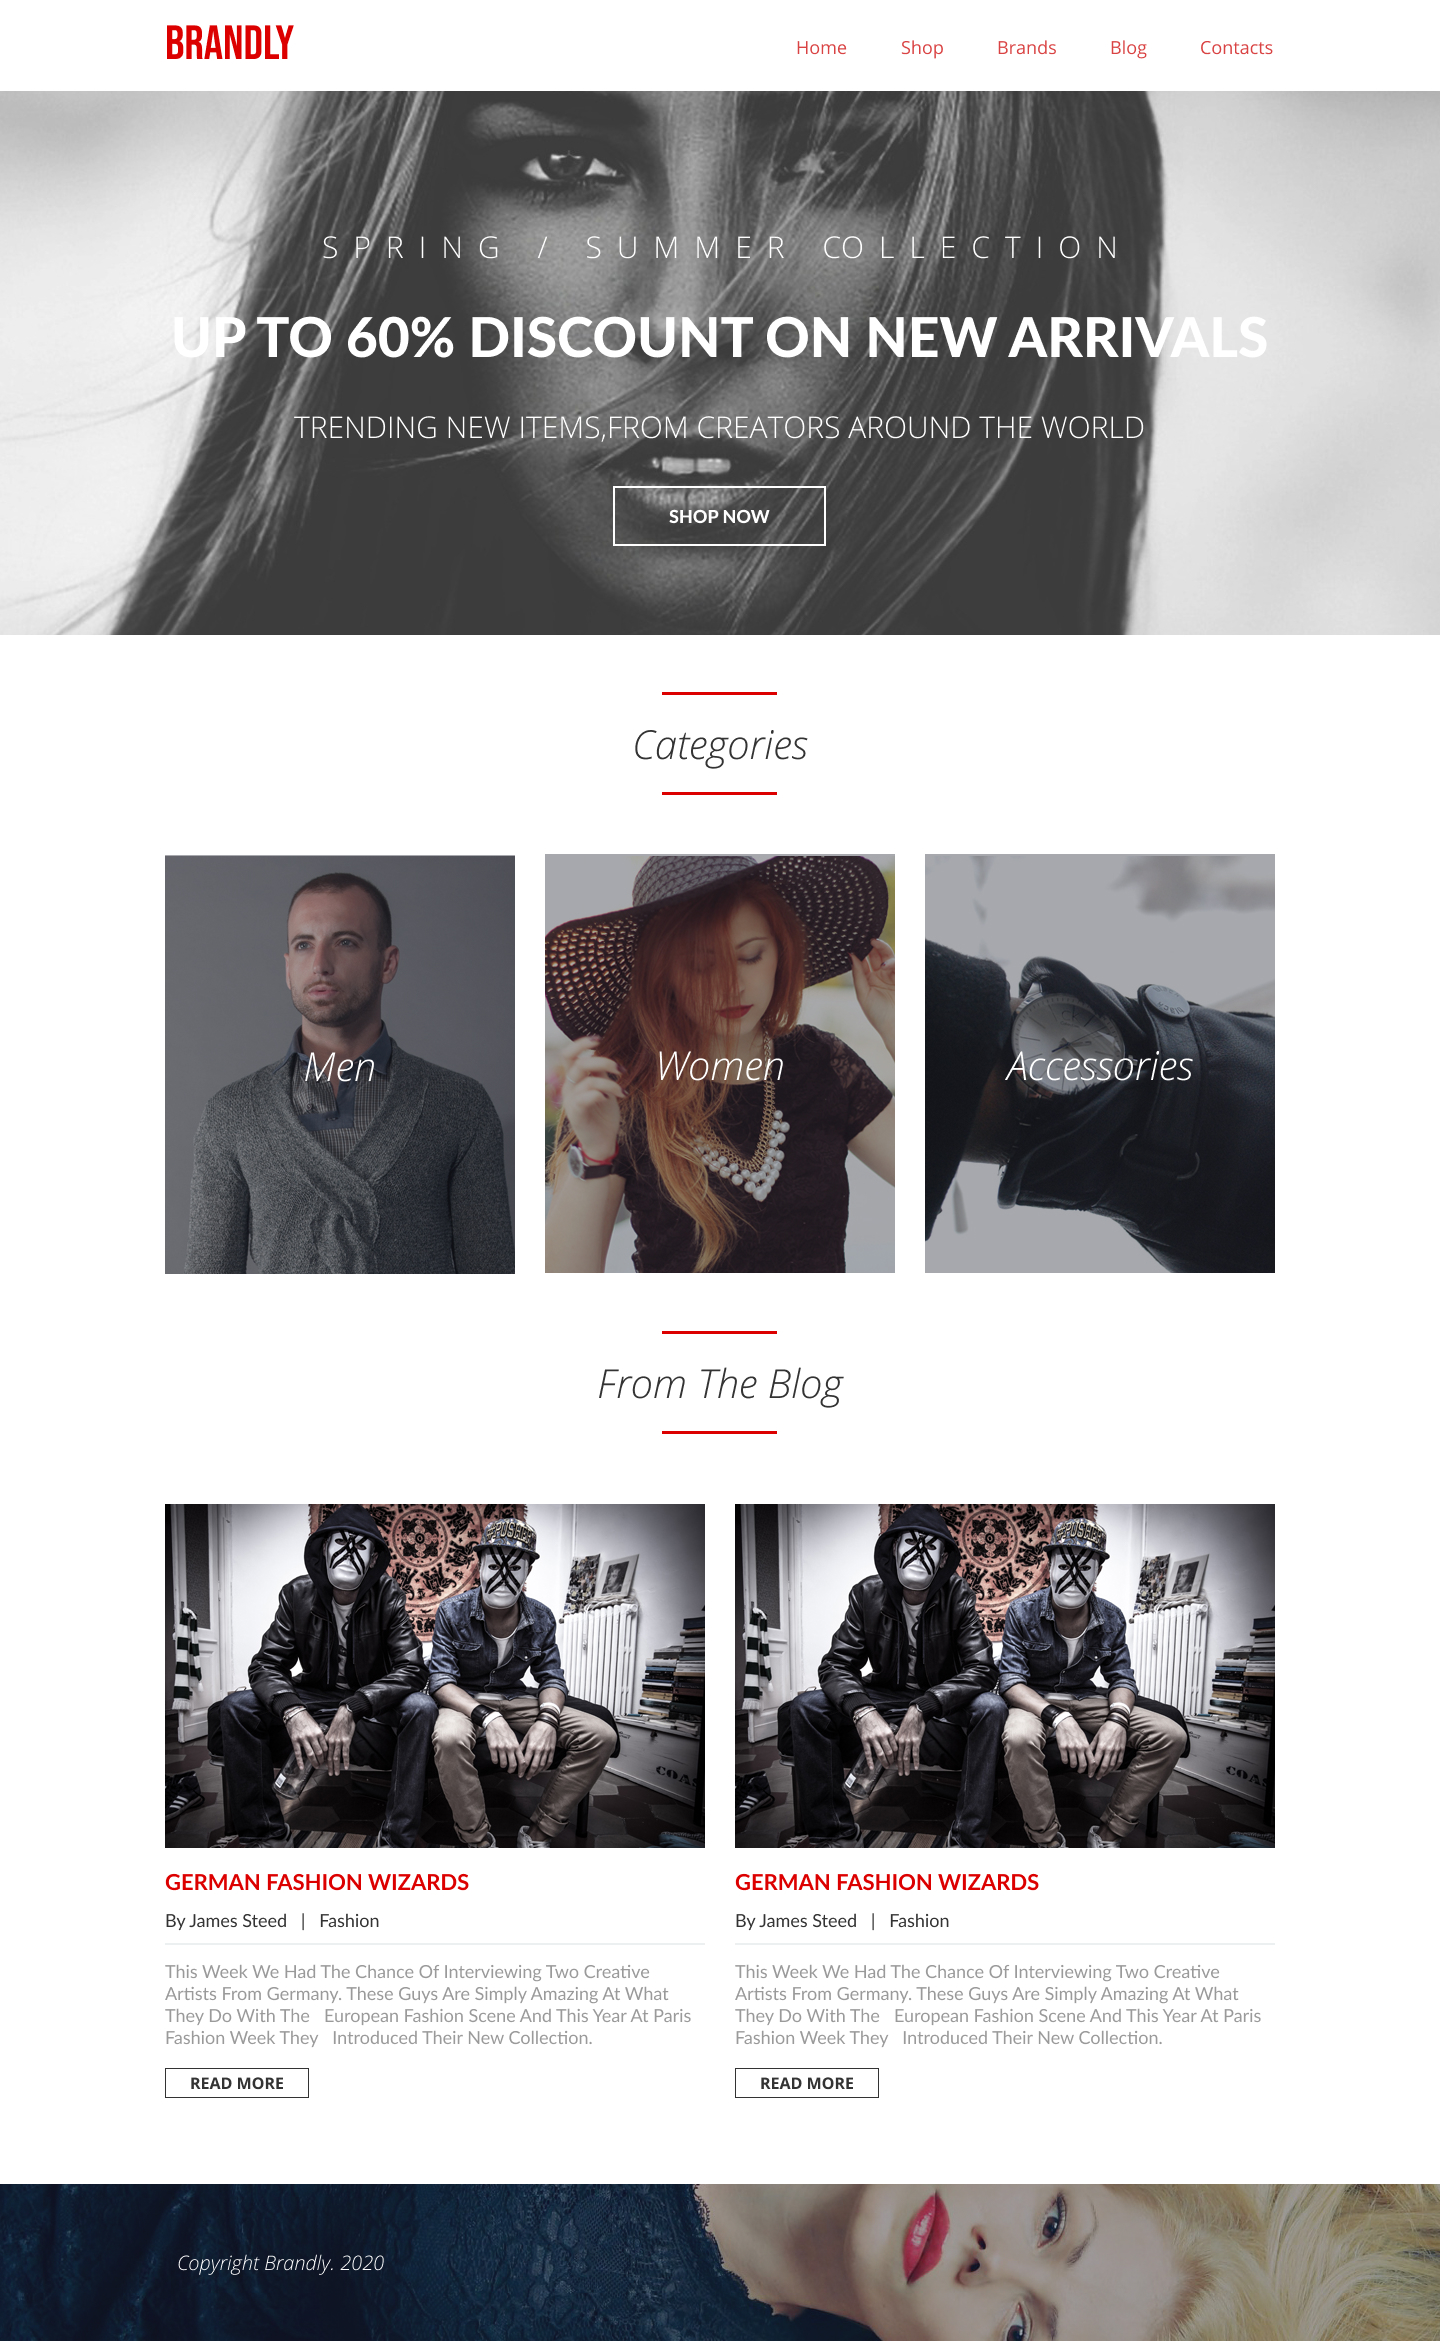 BRANDLY
Home Shop Brands Blog Contacts
SPRING / SUMMER COLLECTION
UP TO 60% DISCOUNT ON NEW ARRIVALS
TRENDING NEW ITEMS,FROM CREATORS AROUND THE WORLD
SHOP NOW
Categories
Men
Women
Accessories
From The Blog
COAS
COAS
GERMAN FASHION WIZARDS
By James Steed | Fashion
This Week We Had The Chance Of Interviewing Two Creative
Artists From Germany. These Guys Are Simply Amazing At What
They Do With The European Fashion Scene And This Year At Paris
Fashion Week They Introduced Their New Collection.
READ MORE
GERMAN FASHION WIZARDS
By James Steed | Fashion
This Week We Had The Chance Of Interviewing Two Creative
Artists From Germany. These Guys Are Simply Amazing At What
They Do With The European Fashion Scene And This Year At Paris
Fashion Week They Introduced Their New Collection.
READ MORE
Copyright Brandly. 2020